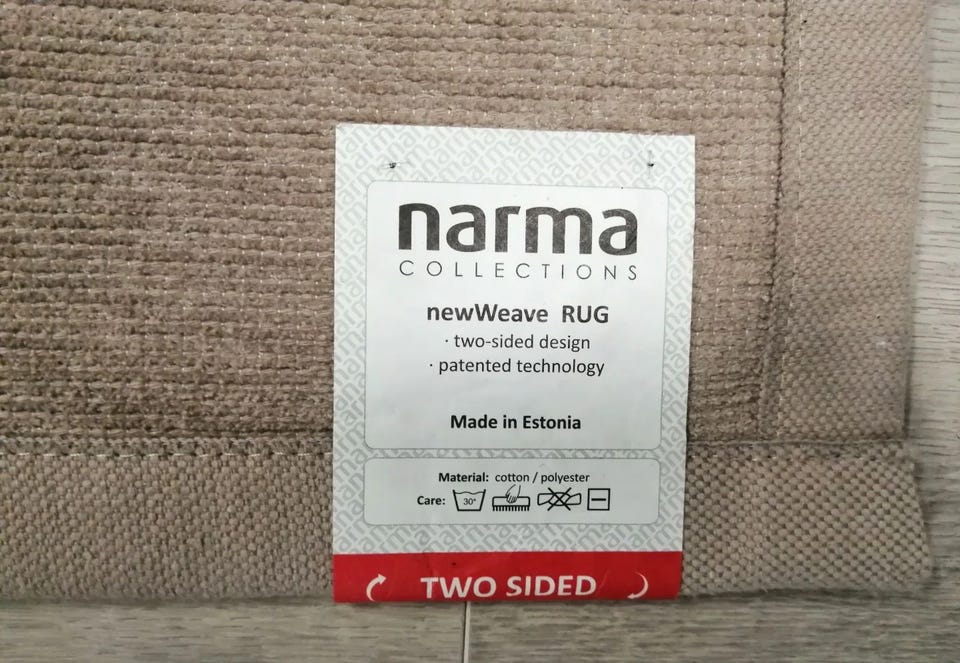 narma
COLLECTIONS
newWeave RUG
· two-sided design
· patented technology
Made in Estonia
Material: cotton / polyester
Care: 30°
TWO SIDED